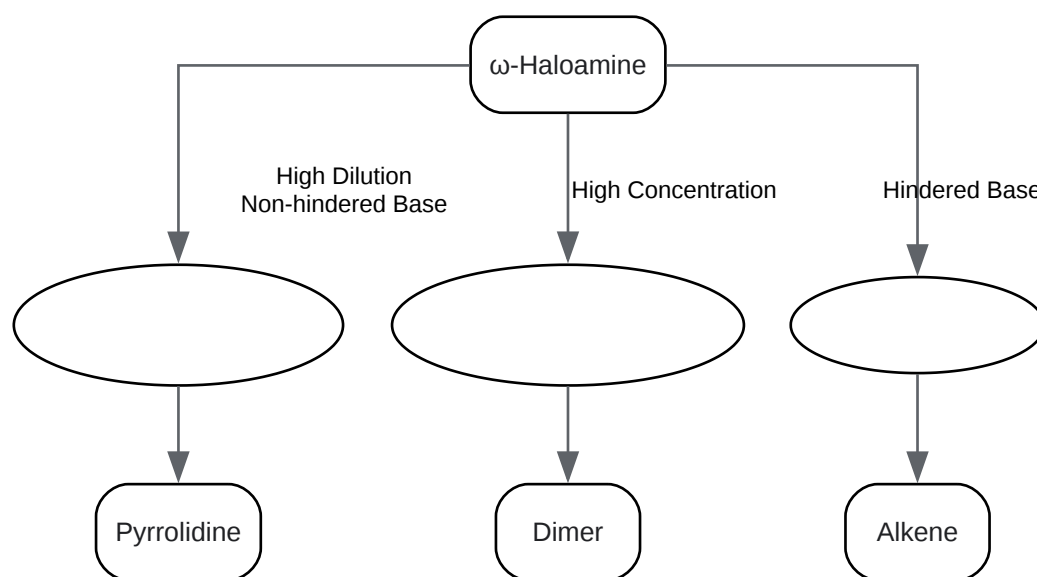 ω-Haloamine
High Dilution
Non-hindered Base
High Concentration
Hindered Base
Pyrrolidine
Dimer
Alkene